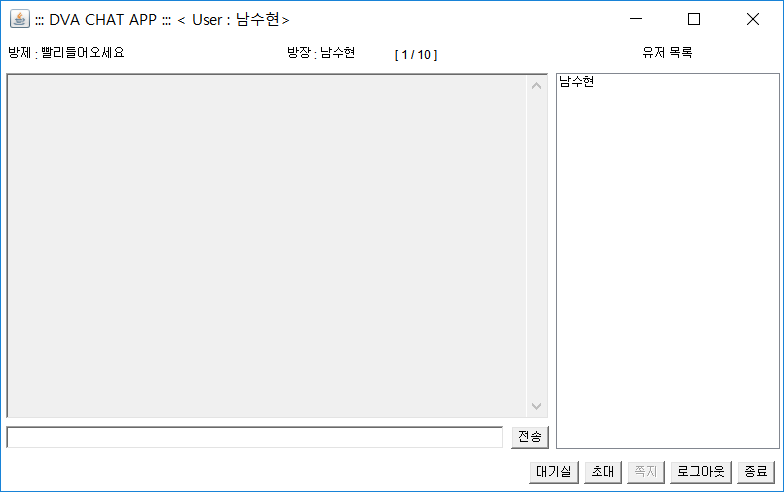 ::: DVA CHAT APP ::: < User : 남수현>
방제 : 빨리들어오세요 방장 : 남수현 [ 1 / 10 ] 유저 목록
남수현
전송
대기실 초대 쪽지 로그아웃 종료